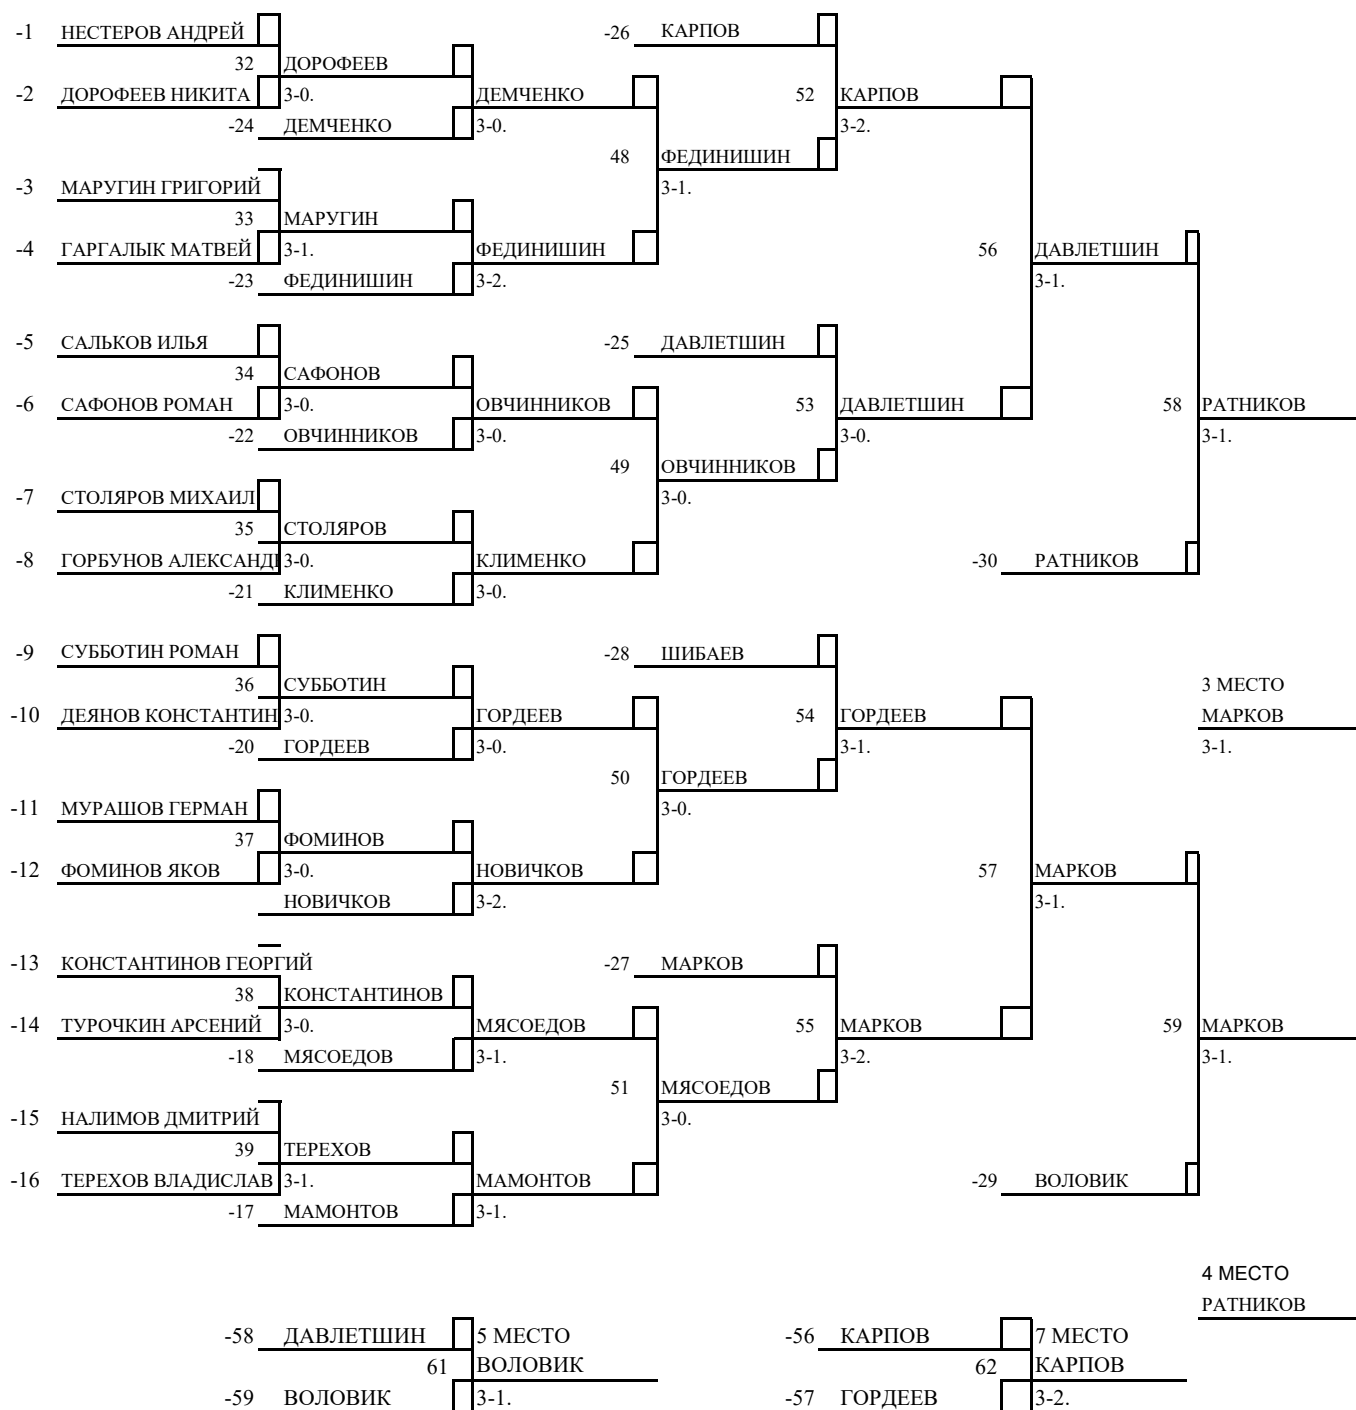 -1 НЕСТЕРОВ АНДРЕЙ -26 КАРПОВ
32 ДОРОФЕЕВ
-2 ДОРОФЕЕВ НИКИТА 3-0. ДЕМЧЕНКО 52 КАРПОВ
-24 ДЕМЧЕНКО 3-0. 3-2.
48 ФЕДИНИШИН
-3 МАРУГИН ГРИГОРИЙ 3-1.
33 МАРУГИН
-4 ГАРГАЛЫК МАТВЕЙ 3-1. ФЕДИНИШИН 56 ДАВЛЕТШИН
-23 ФЕДИНИШИН 3-2. 3-1.
-5 САЛЬКОВ ИЛЬЯ -25 ДАВЛЕТШИН
34 САФОНОВ
-6 САФОНОВ РОМАН 3-0. ОВЧИННИКОВ 53 ДАВЛЕТШИН 58 РАТНИКОВ
-22 ОВЧИННИКОВ 3-0. 3-0. 3-1.
49 ОВЧИННИКОВ
-7 СТОЛЯРОВ МИХАИЛ 3-0.
35 СТОЛЯРОВ
-8 ГОРБУНОВ АЛЕКСАНД 3-0. КЛИМЕНКО -30 РАТНИКОВ
-21 КЛИМЕНКО 3-0.
-9 СУББОТИН РОМАН -28 ШИБАЕВ
36 СУББОТИН 3 МЕСТО
-10 ДЕЯНОВ КОНСТАНТИН 3-0. ГОРДЕЕВ 54 ГОРДЕЕВ МАРКОВ
-20 ГОРДЕЕВ 3-0. 3-1. 3-1.
50 ГОРДЕЕВ
-11 МУРАШОВ ГЕРМАН 3-0.
37 ФОМИНОВ
-12 ФОМИНОВ ЯКОВ 3-0. НОВИЧКОВ 57 МАРКОВ
НОВИЧКОВ 3-2. 3-1.
-13 КОНСТАНТИНОВ ГЕОРГИЙ -27 МАРКОВ
38 КОНСТАНТИНОВ
-14 ТУРОЧКИН АРСЕНИЙ 3-0. МЯСОЕДОВ 55 МАРКОВ 59 МАРКОВ
-18 МЯСОЕДОВ 3-1. 3-2. 3-1.
51 МЯСОЕДОВ
-15 НАЛИМОВ ДМИТРИЙ 3-0.
39 ТЕРЕХОВ
-16 ТЕРЕХОВ ВЛАДИСЛАВ 3-1. МАМОНТОВ -29 ВОЛОВИК
-17 МАМОНТОВ 3-1.
4 МЕСТО
РАТНИКОВ
-58 ДАВЛЕТШИН 5 МЕСТО -56 КАРПОВ 7 МЕСТО
61 ВОЛОВИК 62 КАРПОВ
-59 ВОЛОВИК 3-1. -57 ГОРДЕЕВ 3-2.